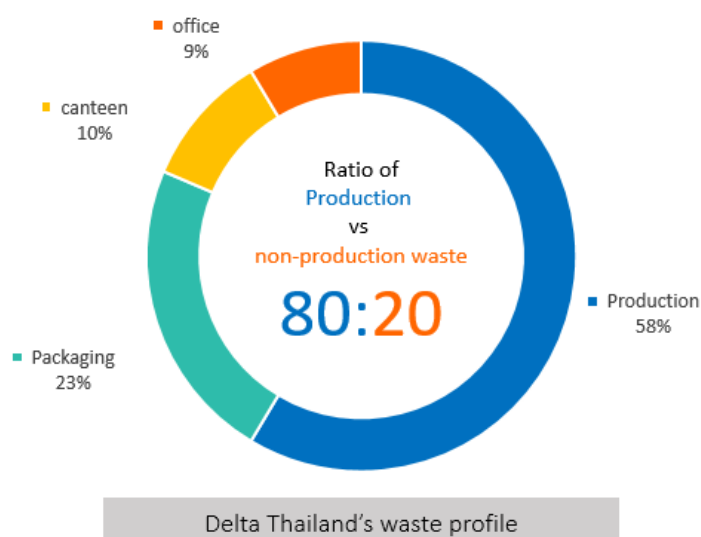 office
9%
canteen
10%
Ratio of
Production
vs
non-production waste
80:20
Production
58%
Packaging
23%
Delta Thailand’s waste profile